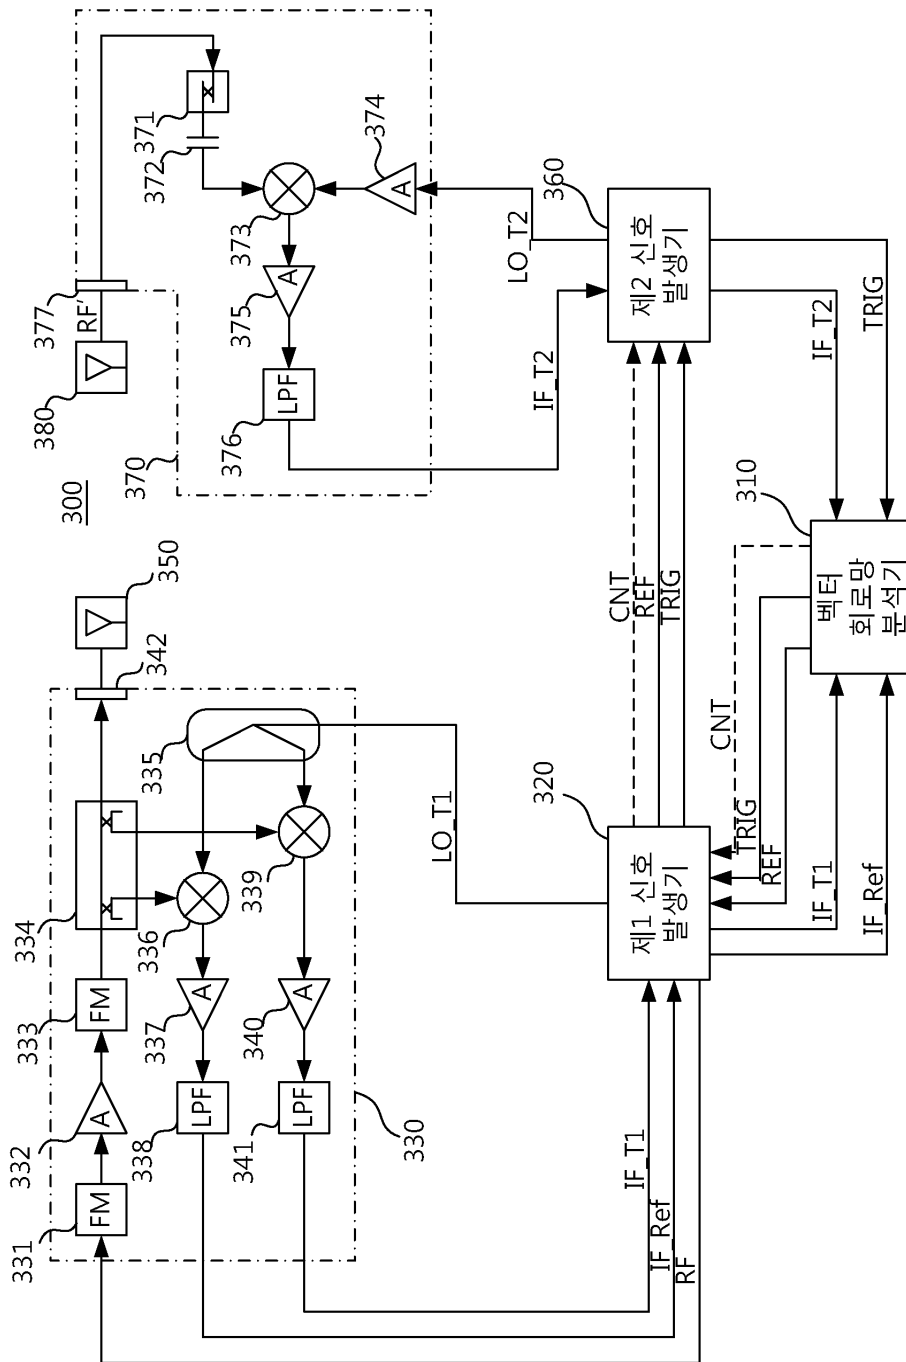 331
332
333
334
380
377
300
FM
A
FM
RF'
370
338
337
336
335
342
350
371
372
LPF
A
341
340
339
376
375
373
LPF
A
LPF
A
374
330
A
LO_T1
LO_T2
320
IF_T2
360
IF_T1
IF_Ref
RF
제1 신호
발생기
CNT
REF
TRIG
제2 신호
발생기
CNT
TRIG
REF
310
IF_T1
IF_Ref
벡터
회로망
분석기
IF_T2
TRIG